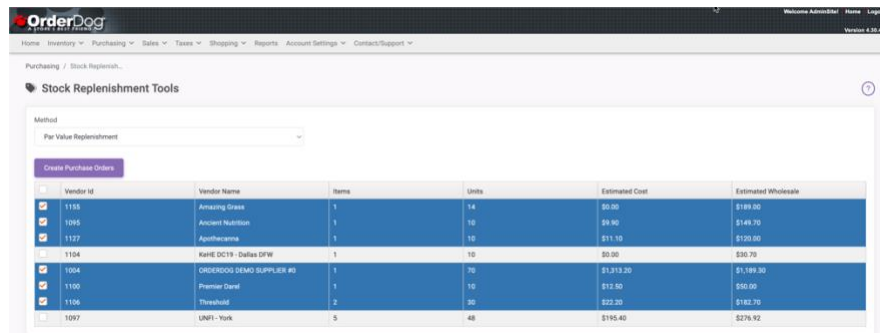 Welcome AdminSite! Home
OrderDog
A STORE'S BEST FRIEND
Version 4.30.
Home Inventory Purchasing Sales Taxes Shopping Reports Account Settings Contact/Support
Purchasing / Stock Replenish...
Stock Replenishment Tools
?
Method
Par Value Replenishment
Create Purchase Orders
Vendor Id Vendor Name Items Units Estimated Cost Estimated Wholesale
1155 Amazing Grass 1 14 $0.00 $189.00
1095 Ancient Nutrition 1 10 $9.90 $149.70
1127 Apothecanna 1 10 $11.10 $120.00
1104 KeHE DC19 - Dallas DFW 1 10 $0.00 $30.70
1004 ORDERDOG DEMO SUPPLIER #0 1 70 $1,313.20 $1,189.30
1100 Premier Darel 1 10 $12.50 $50.00
1106 Threshold 2 30 $22.20 $182.70
1097 UNFI - York 5 48 $195.40 $276.92